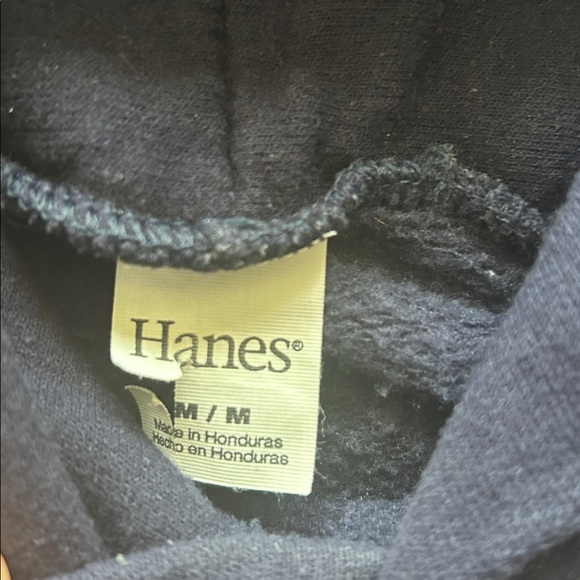 Hanes®
M / M
Made in Honduras
Hecho en Honduras